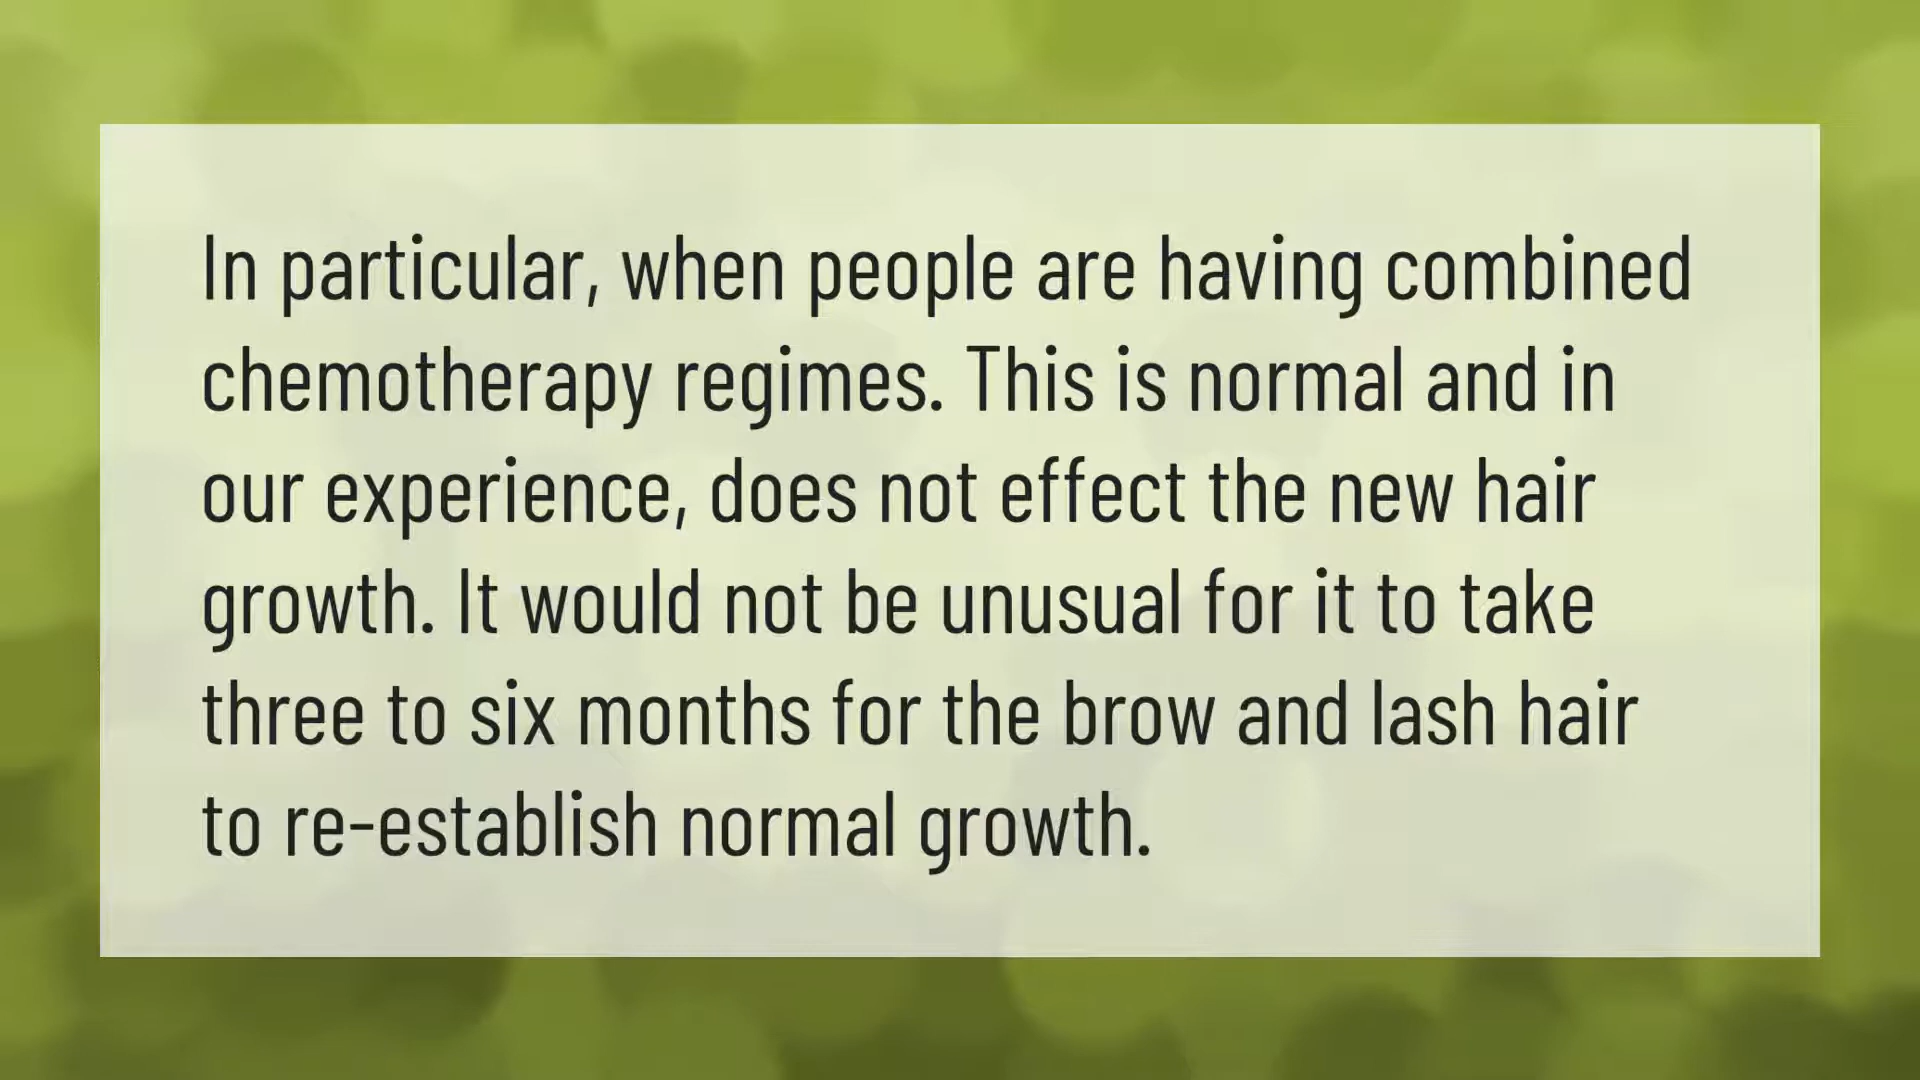 In particular, when people are having combined
chemotherapy regimes. This is normal and in
our experience, does not effect the new hair
growth. It would not be unusual for it to take
three to six months for the brow and lash hair
to re-establish normal growth.